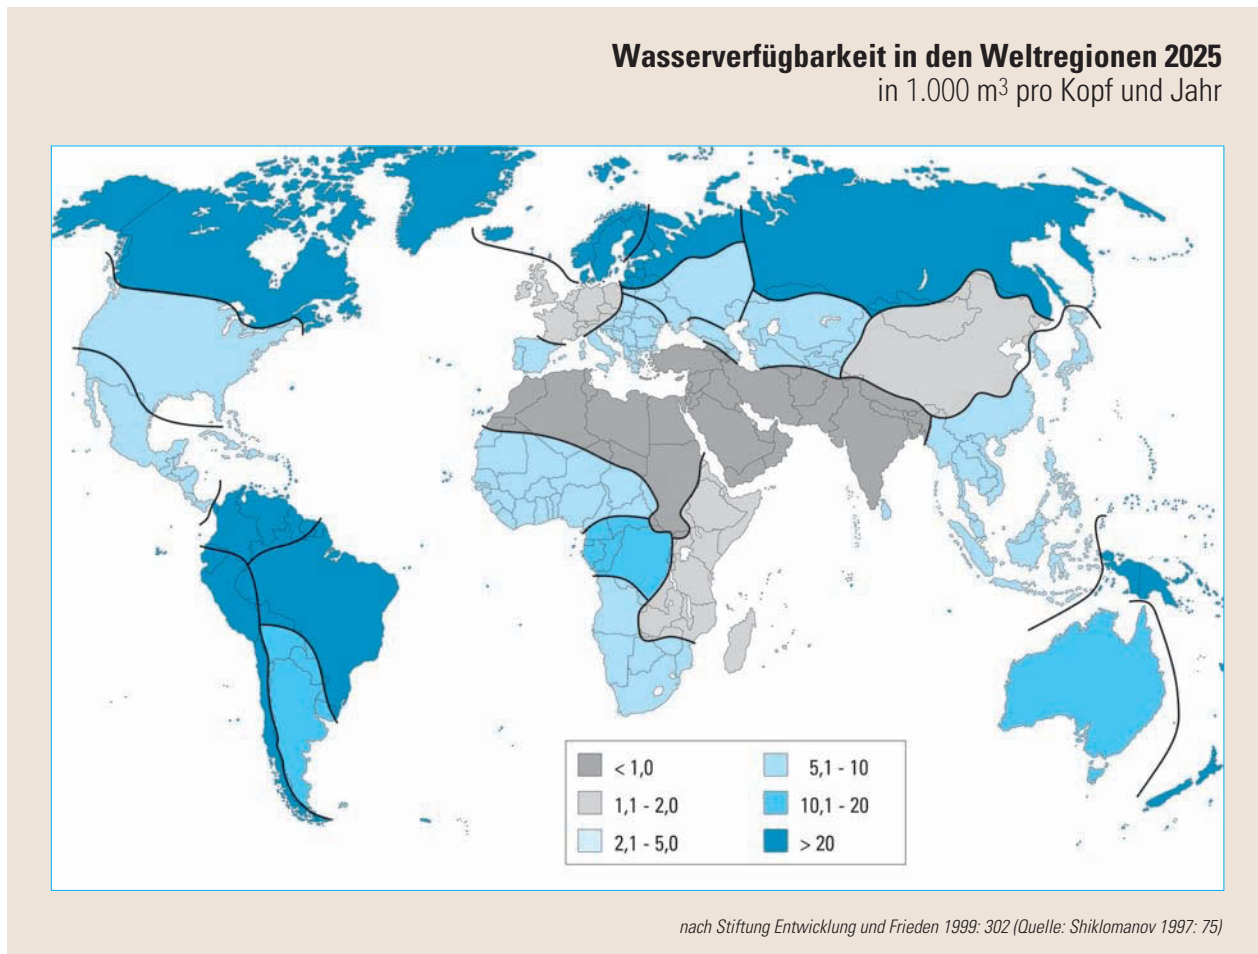 Wasserverfügbarkeit in den Weltregionen 2025
in 1.000 m³ pro Kopf und Jahr
< 1,0
1,1 - 2,0
2,1 - 5,0
5,1 - 10
10,1 - 20
> 20
nach Stiftung Entwicklung und Frieden 1999: 302 (Quelle: Shiklomanov 1997: 75)